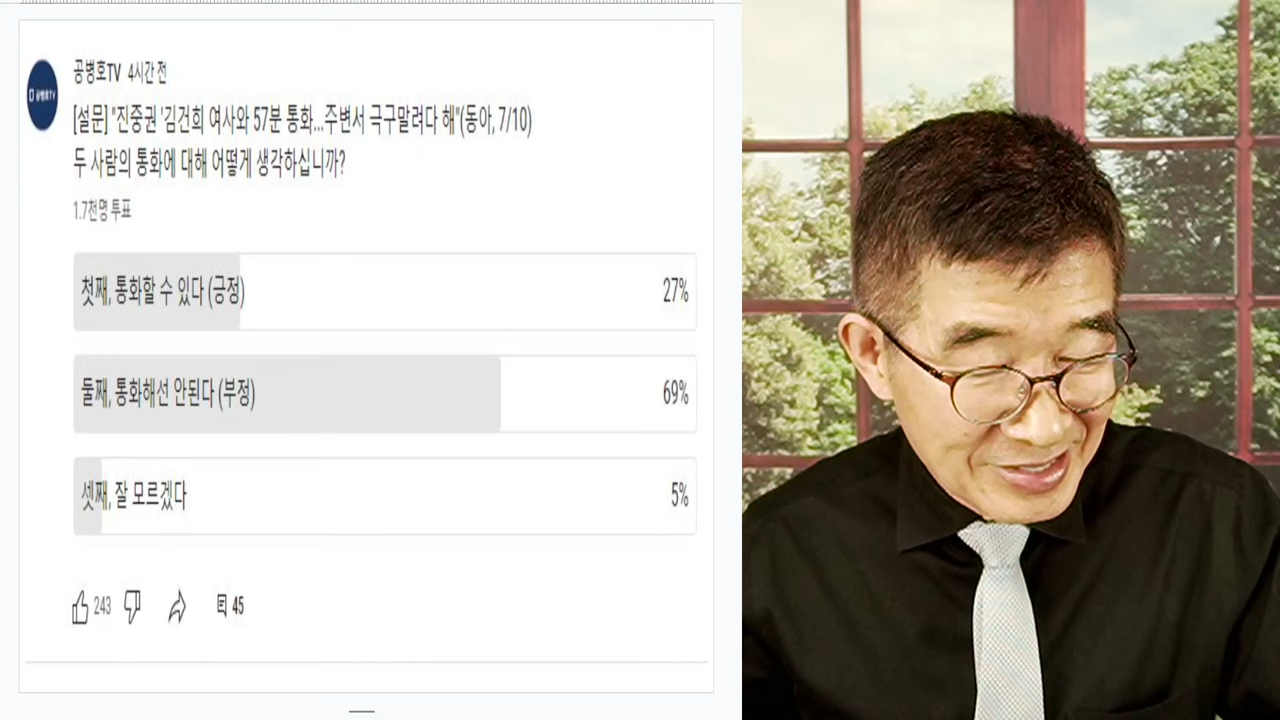 공병호TV
공병호TV 4시간 전
[설문] "진중권 '김건희 여사와 57분 통화...주변서 극구말려다 해"(동아, 7/10)
두 사람의 통화에 대해 어떻게 생각하십니까?
1.7천명 투표
첫째, 통화할 수 있다 (긍정) 27%
둘째, 통화해선 안된다 (부정) 69%
셋째, 잘 모르겠다 5%
243 45